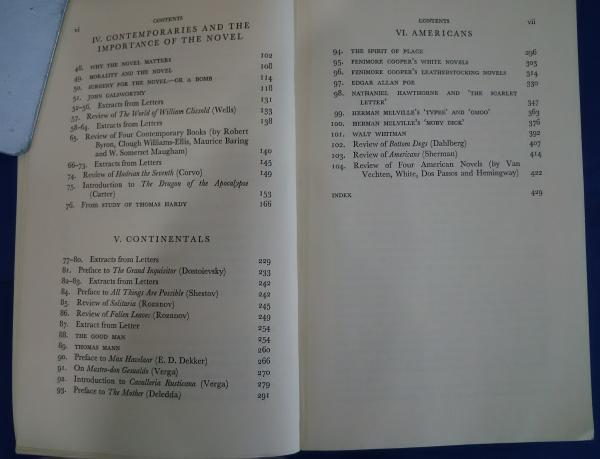 vi
CONTENTS
IV. CONTEMPORARIES AND THE
IMPORTANCE OF THE NOVEL
48. WHY THE NOVEL MATTERS 102
49. MORALITY AND THE NOVEL 108
50. SURGERY FOR THE NOVEL—OR A BOMB 114
51. JOHN GALSWORTHY 118
52-56. Extracts from Letters 131
57. Review of The World of William Clissold (Wells) 133
58-64. Extracts from Letters 138
65. Review of Four Contemporary Books (by Robert
Byron, Clough Williams-Ellis, Maurice Baring
and W. Somerset Maugham) 140
66-73. Extracts from Letters 145
74. Review of Hadrian the Seventh (Corvo) 149
75. Introduction to The Dragon of the Apocalypse
(Carter) 153
76. From STUDY OF THOMAS HARDY 166
V. CONTINENTALS
77-80. Extracts from Letters 229
81. Preface to The Grand Inquisitor (Dostoievsky) 233
82-83. Extracts from Letters 242
84. Preface to All Things Are Possible (Shestov) 242
85. Review of Solitaria (Rozanov) 245
86. Review of Fallen Leaves (Rozanov) 249
87. Extract from Letter 254
88. THE GOOD MAN 254
89. THOMAS MANN 260
90. Preface to Max Havelaar (E. D. Dekker) 266
91. On Mastro-don Gesualdo (Verga) 270
92. Introduction to Cavalleria Rusticana (Verga) 279
93. Preface to The Mother (Deledda) 291
CONTENTS
vii
VI. AMERICANS
94. THE SPIRIT OF PLACE 296
95. FENIMORE COOPER'S WHITE NOVELS 303
96. FENIMORE COOPER'S LEATHERSTOCKING NOVELS 314
97. EDGAR ALLAN POE 330
98. NATHANIEL HAWTHORNE AND 'THE SCARLET
LETTER' 347
99. HERMAN MELVILLE'S 'TYPEE' AND 'OMOO' 363
100. HERMAN MELVILLE'S 'MOBY DICK' 376
101. WALT WHITMAN 392
102. Review of Bottom Dogs (Dahlberg) 407
103. Review of Americans (Sherman) 414
104. Review of Four American Novels (by Van
Vechten, White, Dos Passos and Hemingway) 422
INDEX 429